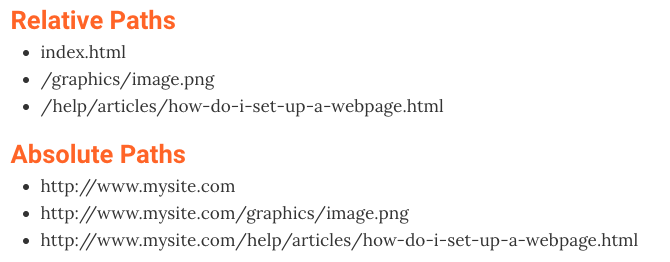 Relative Paths
• index.html
• /graphics/image.png
• /help/articles/how-do-i-set-up-a-webpage.html
Absolute Paths
• http://www.mysite.com
• http://www.mysite.com/graphics/image.png
• http://www.mysite.com/help/articles/how-do-i-set-up-a-webpage.html